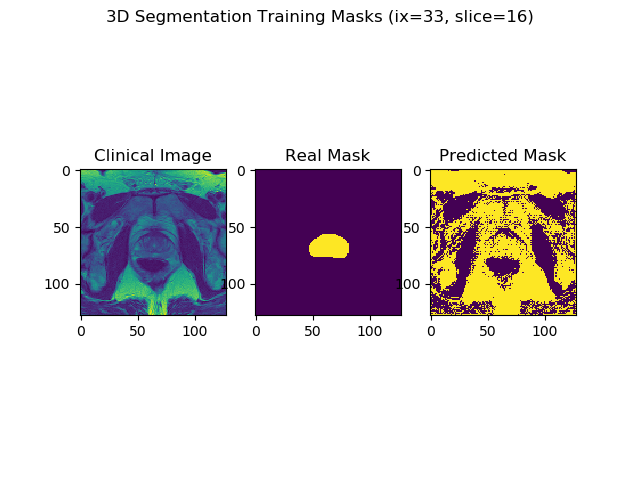 3D Segmentation Training Masks (ix=33, slice=16)
Clinical Image Real Mask Predicted Mask
0 0 0
50 50 50
100 100 100
0 50 100 0 50 100 0 50 100